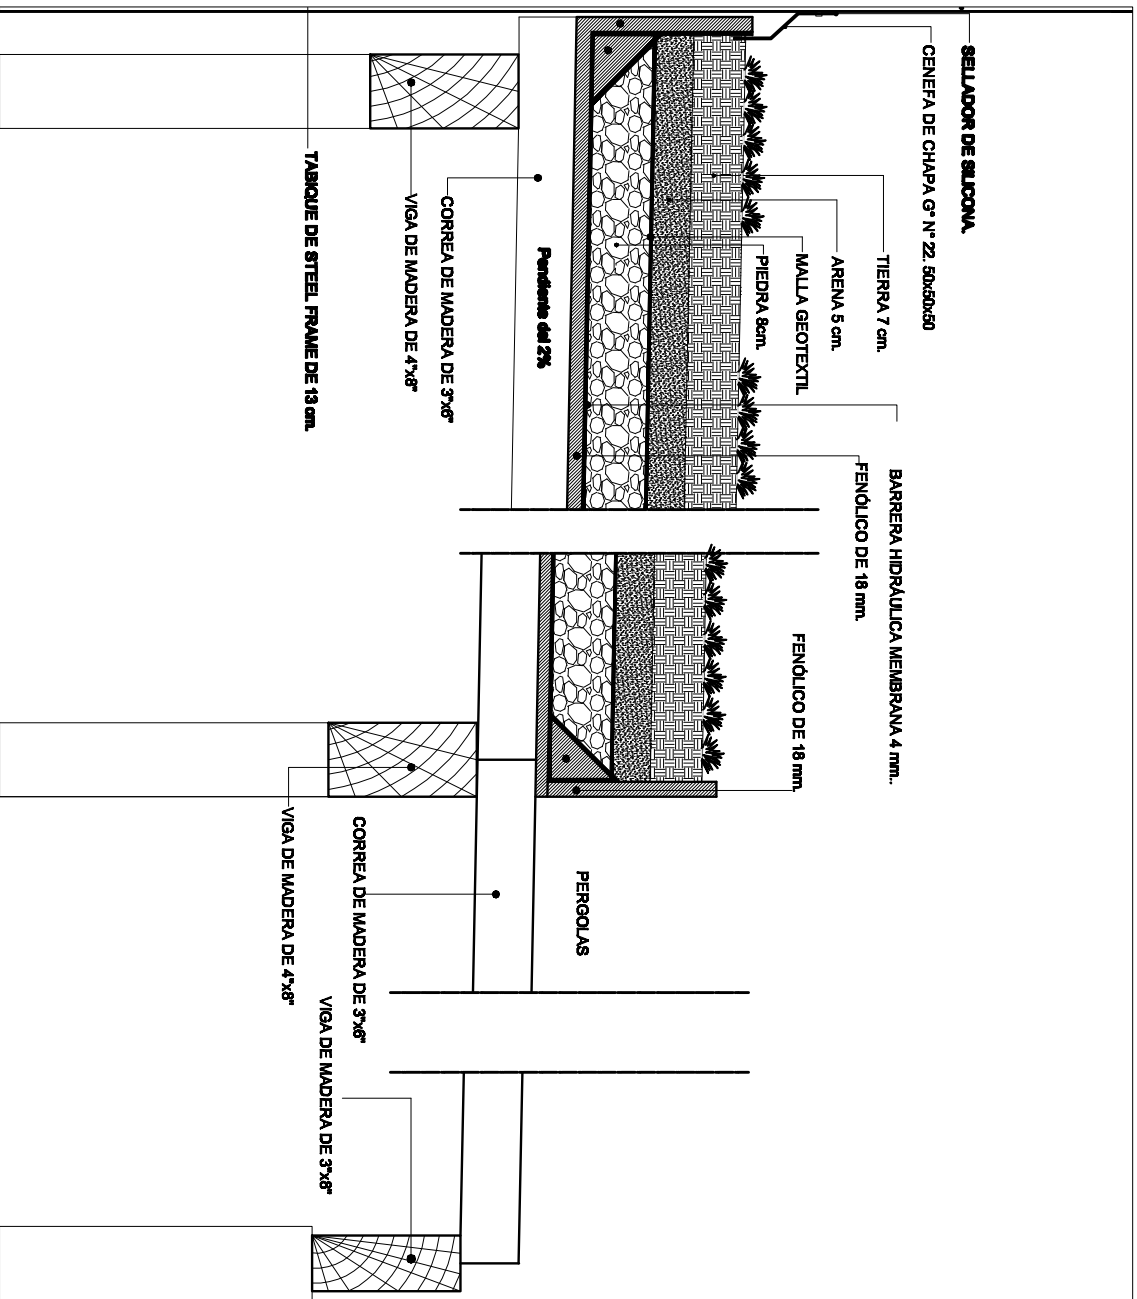 SELLADOR DE SILICONA.
CENEFA DE CHAPA G° N° 22. 50x50x50
TIERRA 7 cm.
ARENA 5 cm.
MALLA GEOTEXTIL
PIEDRA 8cm.
BARRERA HIDRÁULICA MEMBRANA 4 mm..
FENÓLICO DE 18 mm.
FENÓLICO DE 18 mm.
PERGOLAS
Pendiente del 2%
CORREA DE MADERA DE 3"x6"
VIGA DE MADERA DE 4"x8"
TABIQUE DE STEEL FRAME DE 13 cm.
CORREA DE MADERA DE 3"x6"
VIGA DE MADERA DE 4"x8"
VIGA DE MADERA DE 3"x8"